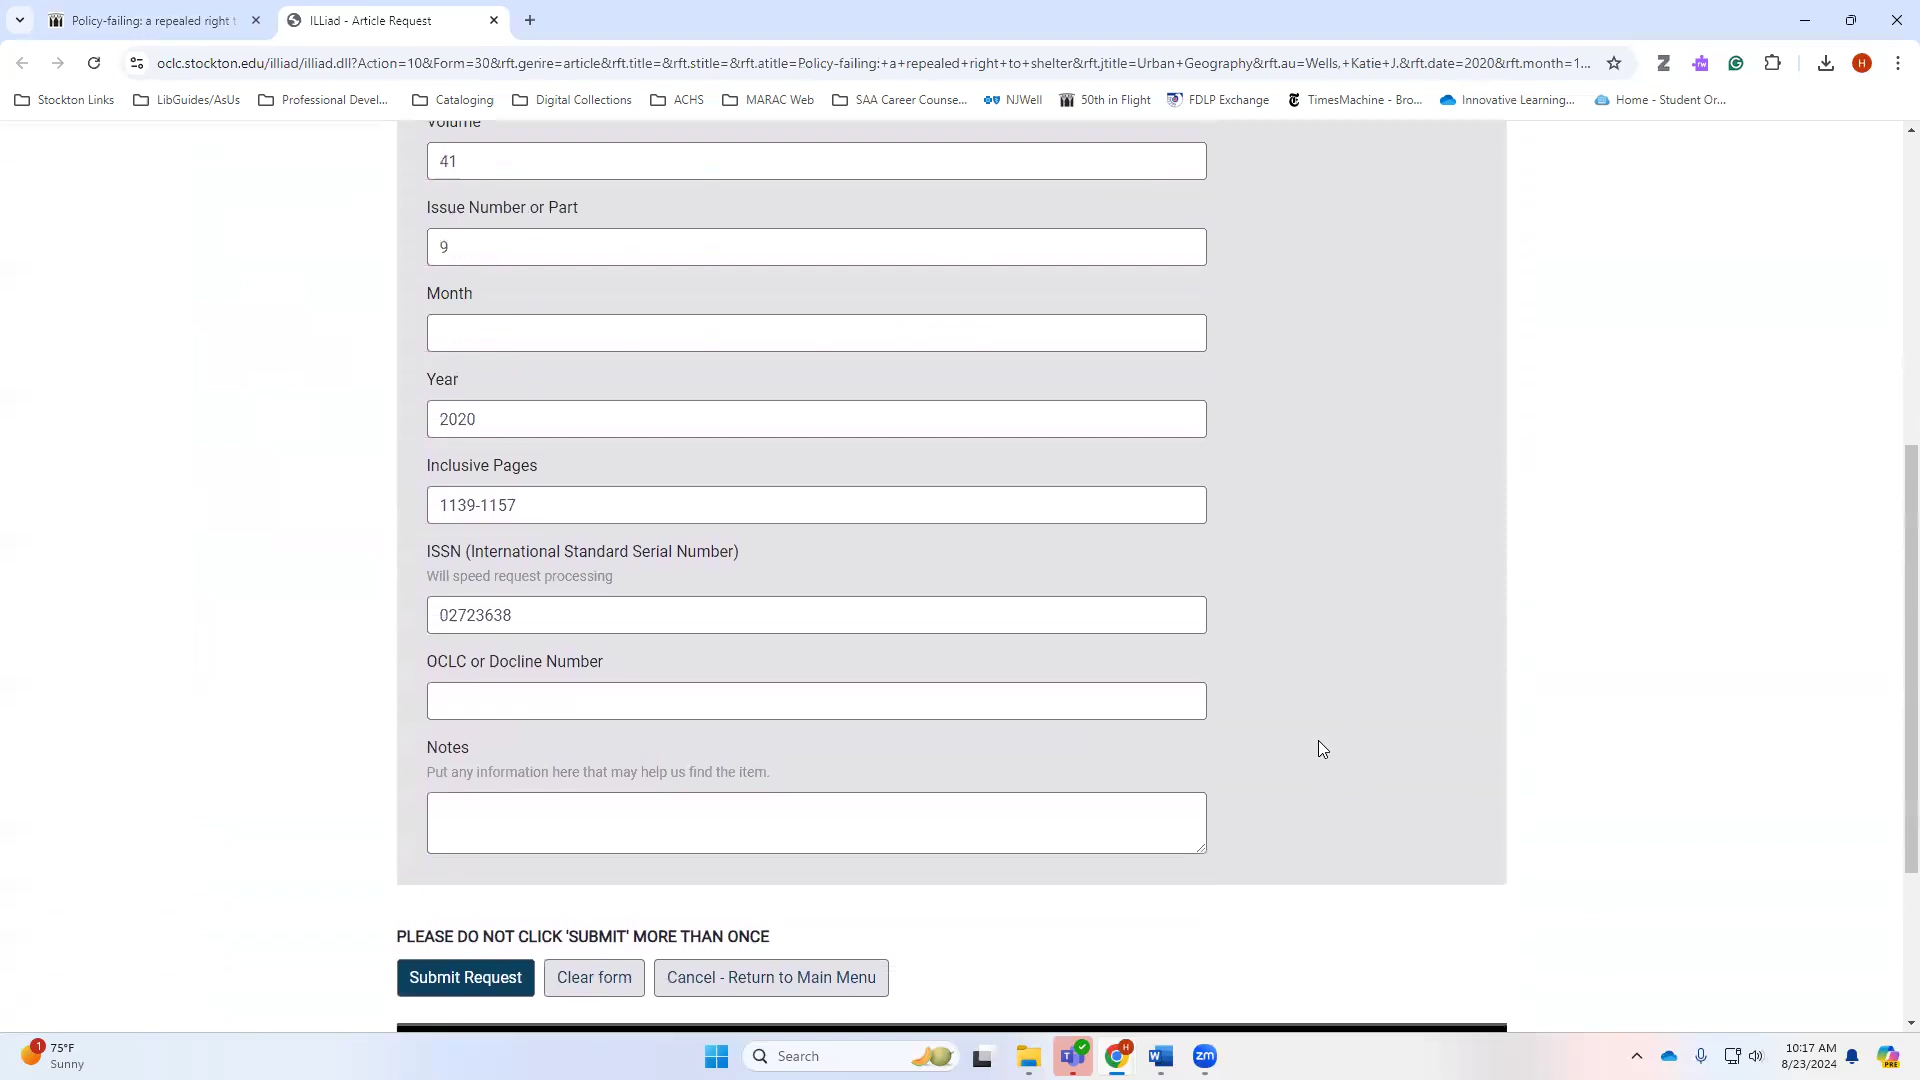 Policy-failing: a repealed right t
ILLiad - Article Request
oclc.stockton.edu/illiad/illiad.dll?Action=10&Form=30&rft.genre=article&rft.title=&rft.stitle=&rft.atitle=Policy-failing:+a+repealed+right+to+shelter&rft.jtitle=Urban+Geography&rft.au=Wells,+Katie+J.&rft.date=2020&rft.month=1...
H
Stockton Links
LibGuides/AsUs
Professional Devel...
Cataloging
Digital Collections
ACHS
MARAC Web
SAA Career Counse...
NJWell
50th in Flight
FDLP Exchange
TimesMachine - Bro...
Innovative Learning...
Home - Student Or...
Volume
41
Issue Number or Part
9
Month
Year
2020
Inclusive Pages
1139-1157
ISSN (International Standard Serial Number)
Will speed request processing
02723638
OCLC or Docline Number
Notes
Put any information here that may help us find the item.
PLEASE DO NOT CLICK 'SUBMIT' MORE THAN ONCE
Submit Request
Clear form
Cancel - Return to Main Menu
1
75°F
Sunny
Search
H
zm
10:17 AM
8/23/2024
PRE